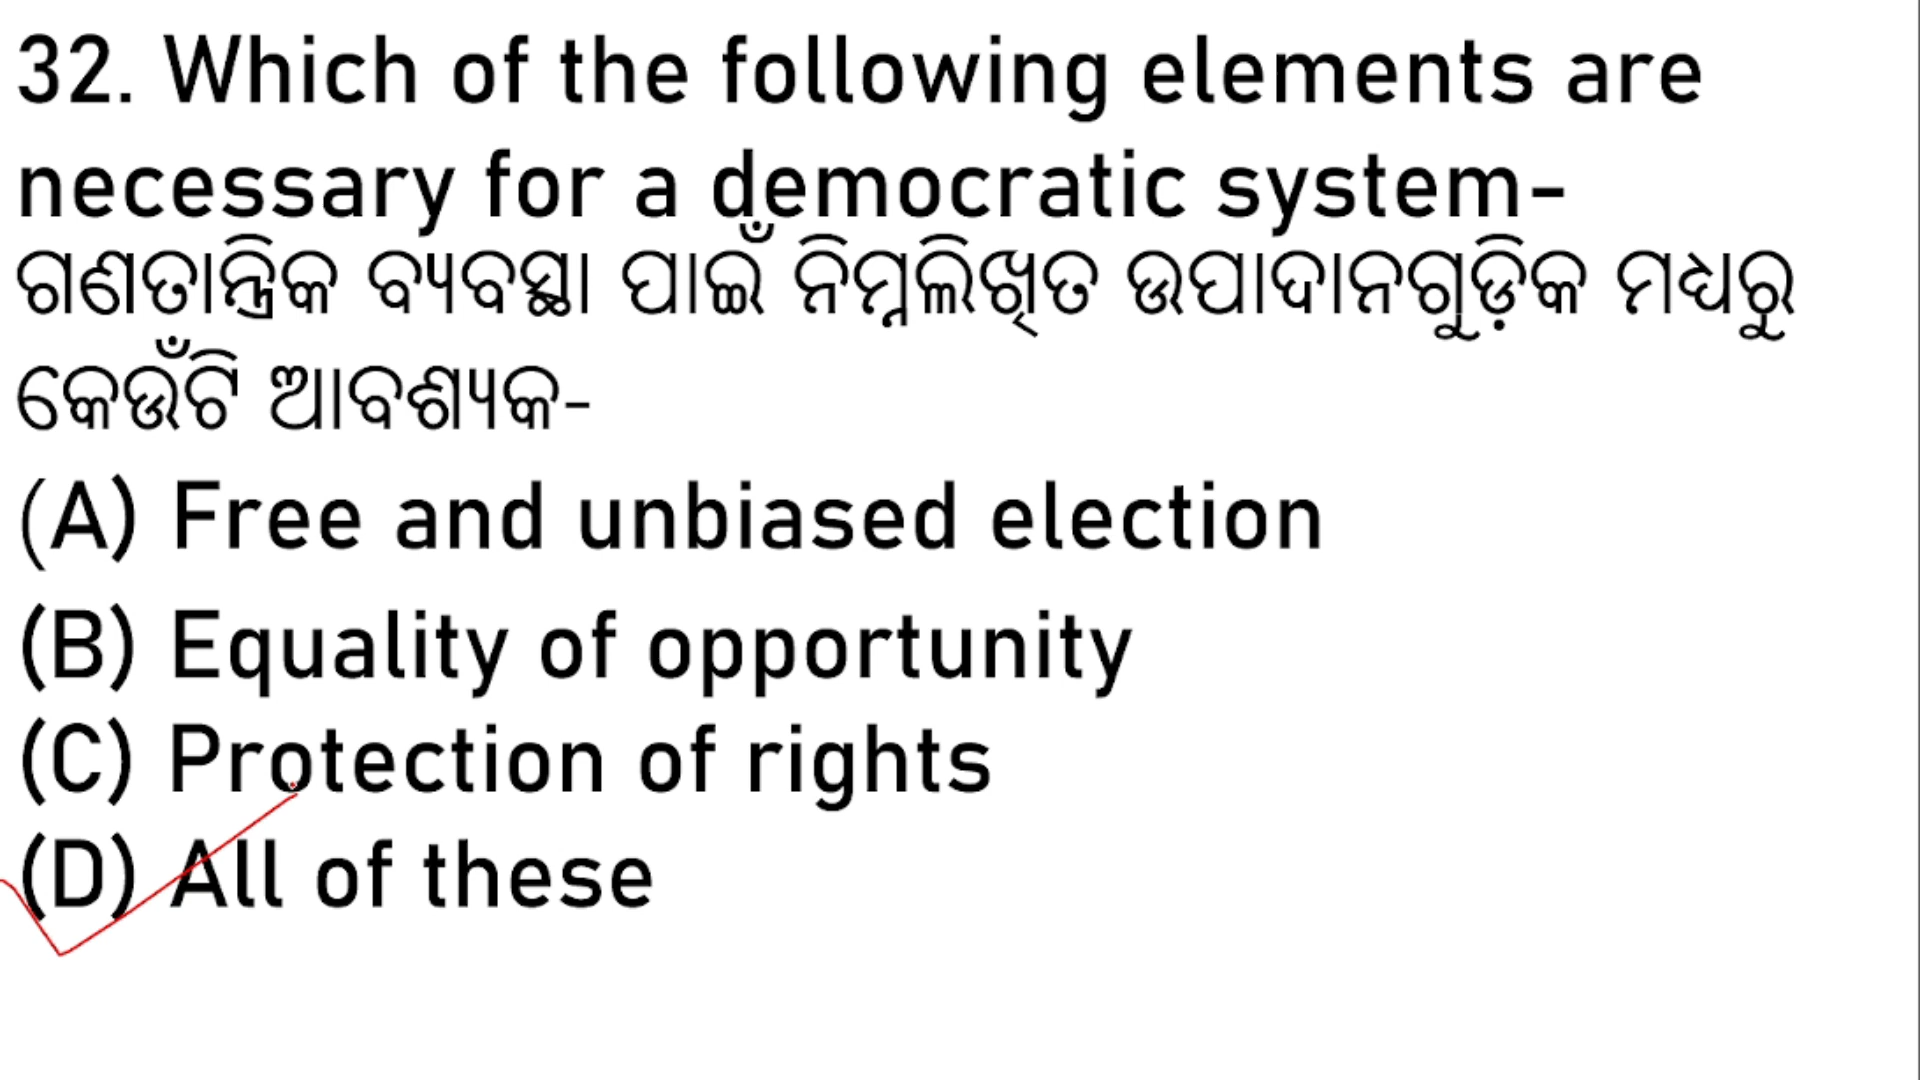 32. Which of the following elements are
necessary for a democratic system-
ଗଣତାନ୍ତ୍ରିକ ବ୍ୟବସ୍ଥା ପାଇଁ ନିମ୍ନଲିଖିତ ଉପାଦାନଗୁଡ଼ିକ ମଧ୍ୟରୁ
କେଉଁଟି ଆବଶ୍ୟକ-
(A) Free and unbiased election
(B) Equality of opportunity
(C) Protection of rights
(D) All of these